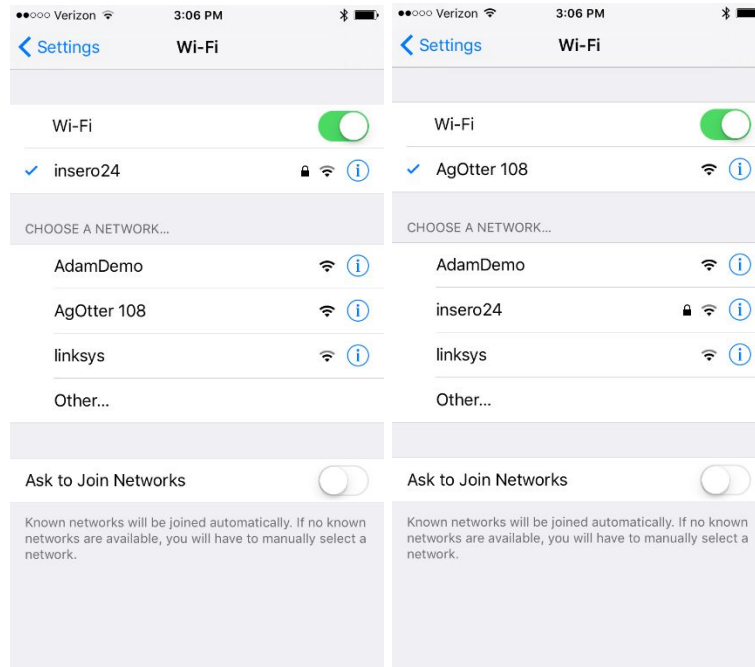 Verizon 3:06 PM
Settings Wi-Fi
Wi-Fi
insero24
CHOOSE A NETWORK...
AdamDemo
AgOtter 108
linksys
Other...
Ask to Join Networks
Known networks will be joined automatically. If no known
networks are available, you will have to manually select a
network.
Verizon 3:06 PM
Settings Wi-Fi
Wi-Fi
AgOtter 108
CHOOSE A NETWORK...
AdamDemo
insero24
linksys
Other...
Ask to Join Networks
Known networks will be joined automatically. If no known
networks are available, you will have to manually select a
network.